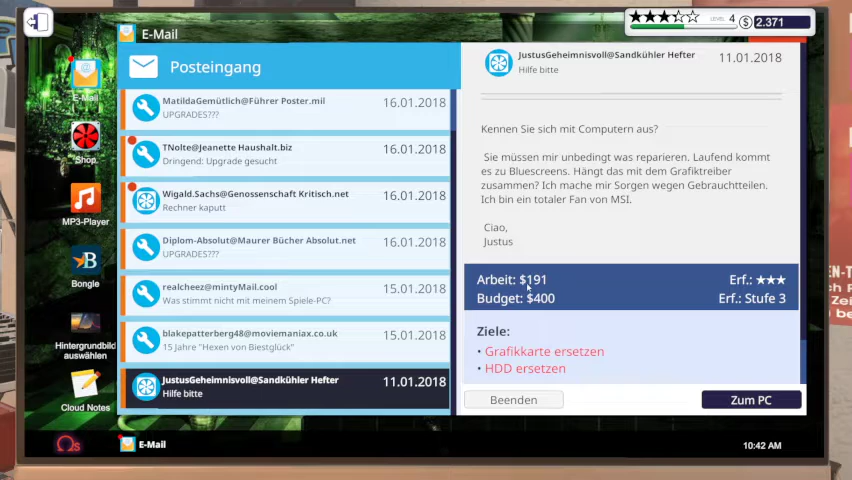 E-Mail
LEVEL 4
2.371
Posteingang
MatildaGemütlich@Führer Poster.mil 16.01.2018
UPGRADES???
TNolte@Jeanette Haushalt.biz 16.01.2018
Dringend: Upgrade gesucht
Wigald.Sachs@Genossenschaft Kritisch.net 16.01.2018
Rechner kaputt
Diplom-Absolut@Maurer Bücher Absolut.net 16.01.2018
UPGRADES???
realcheez@mintyMail.cool 15.01.2018
Was stimmt nicht mit meinem Spiele-PC?
blakepatterberg48@moviemaniax.co.uk 15.01.2018
15 Jahre "Hexen von Biestglück"
JustusGeheimnisvoll@Sandkühler Hefter 11.01.2018
Hilfe bitte
JustusGeheimnisvoll@Sandkühler Hefter 11.01.2018
Hilfe bitte
Kennen Sie sich mit Computern aus?
Sie müssen mir unbedingt was reparieren. Laufend kommt
es zu Bluescreens. Hängt das mit dem Grafiktreiber
zusammen? Ich mache mir Sorgen wegen Gebrauchtteilen.
Ich bin ein totaler Fan von MSI.
Ciao,
Justus
Arbeit: $191 Erf.: ★★★
Budget: $400 Erf.: Stufe 3
Ziele:
• Grafikkarte ersetzen
• HDD ersetzen
Beenden
Zum PC
E-Mail
Shop
MP3-Player
Bongle
Hintergrundbild
auswählen
Cloud Notes
E-Mail
10:42 AM